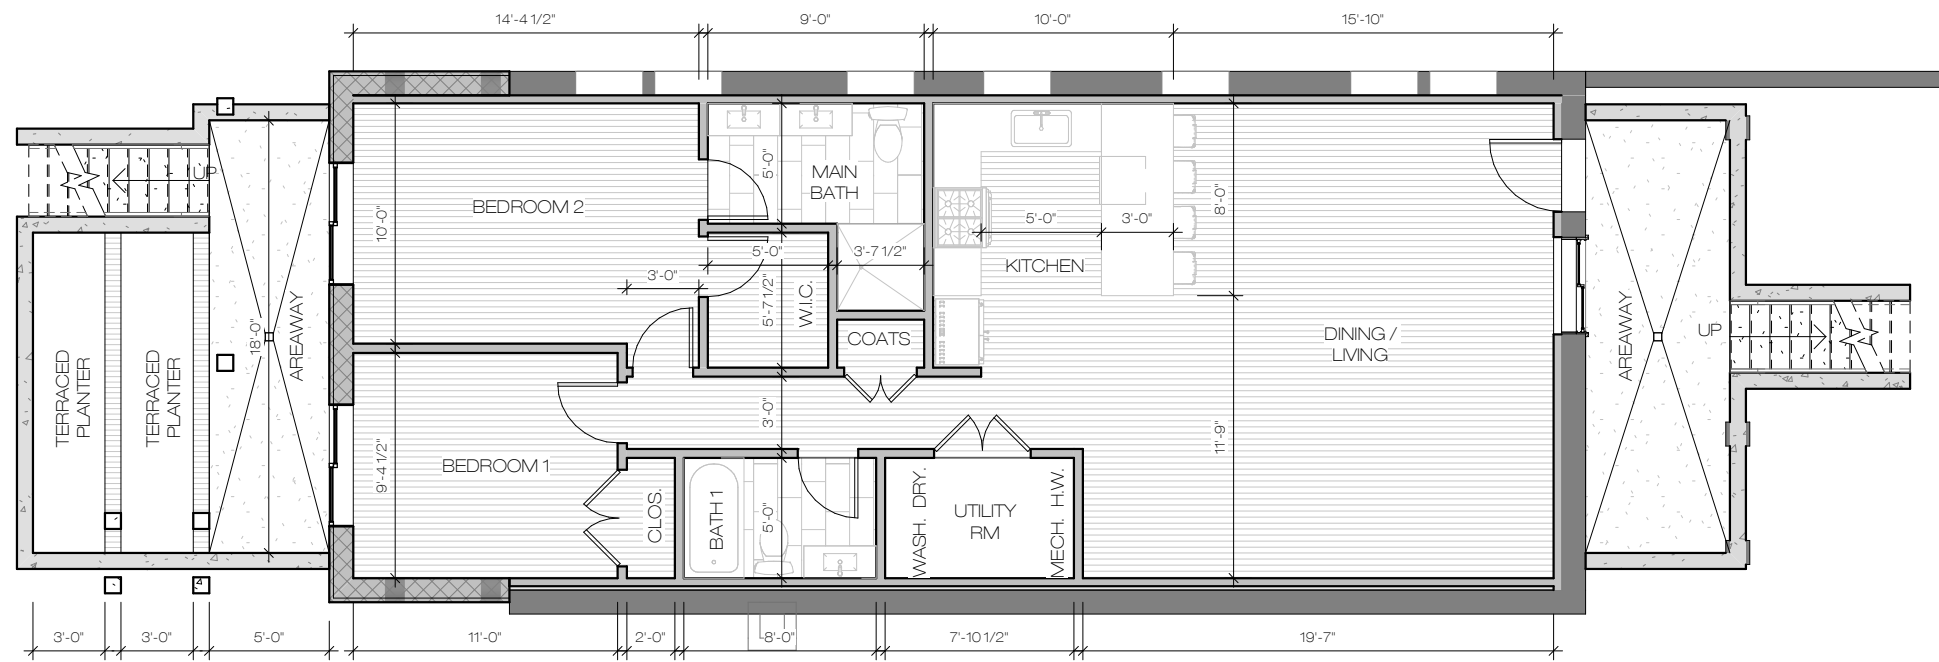 14'-4 1/2"
9'-0"
10'-0"
15'-10"
UP
BEDROOM 2
10'-0"
5'-0"
MAIN
BATH
5'-0"
3'-0"
8'-0"
5'-0"
3'-7 1/2"
KITCHEN
3'-0"
5'-7 1/2"
W.I.C.
COATS
DINING /
LIVING
TERRACED
PLANTER
TERRACED
PLANTER
18'-0"
AREAWAY
AREAWAY
UP
9'-4 1/2"
BEDROOM 1
3'-0"
11'-9"
CLOS.
BATH 1
5'-0"
WASH. DRY.
UTILITY
RM
MECH. H.W.
3'-0"
3'-0"
5'-0"
11'-0"
2'-0"
8'-0"
7'-10 1/2"
19'-7"